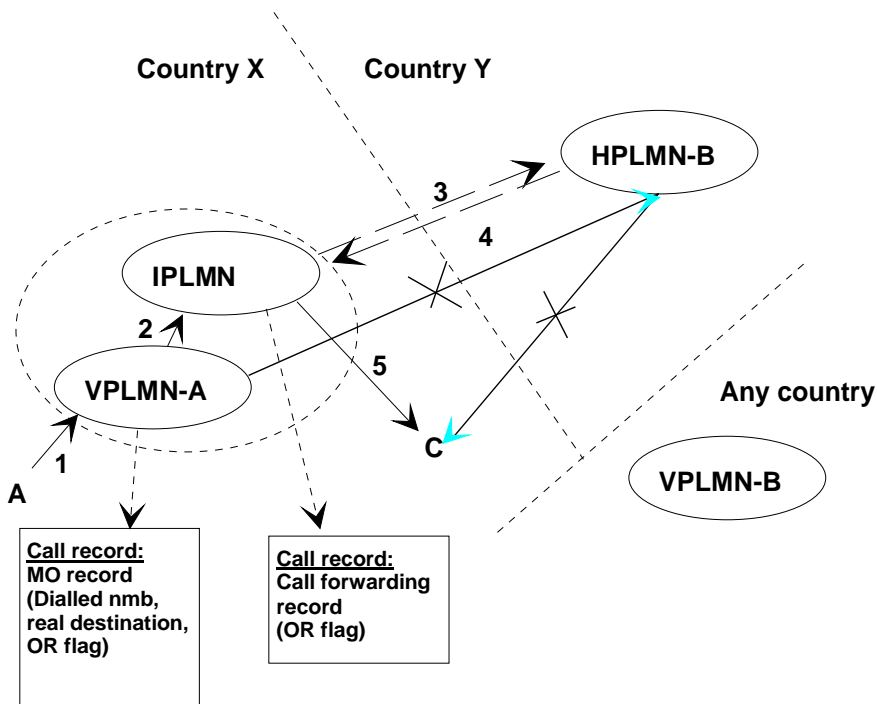 Country X
Country Y
HPLMN-B
3
4
IPLMN
2
5
VPLMN-A
Any country
C
1
A
VPLMN-B
Call record:
MO record
(Dialled nmb,
real destination,
OR flag)
Call record:
Call forwarding
record
(OR flag)